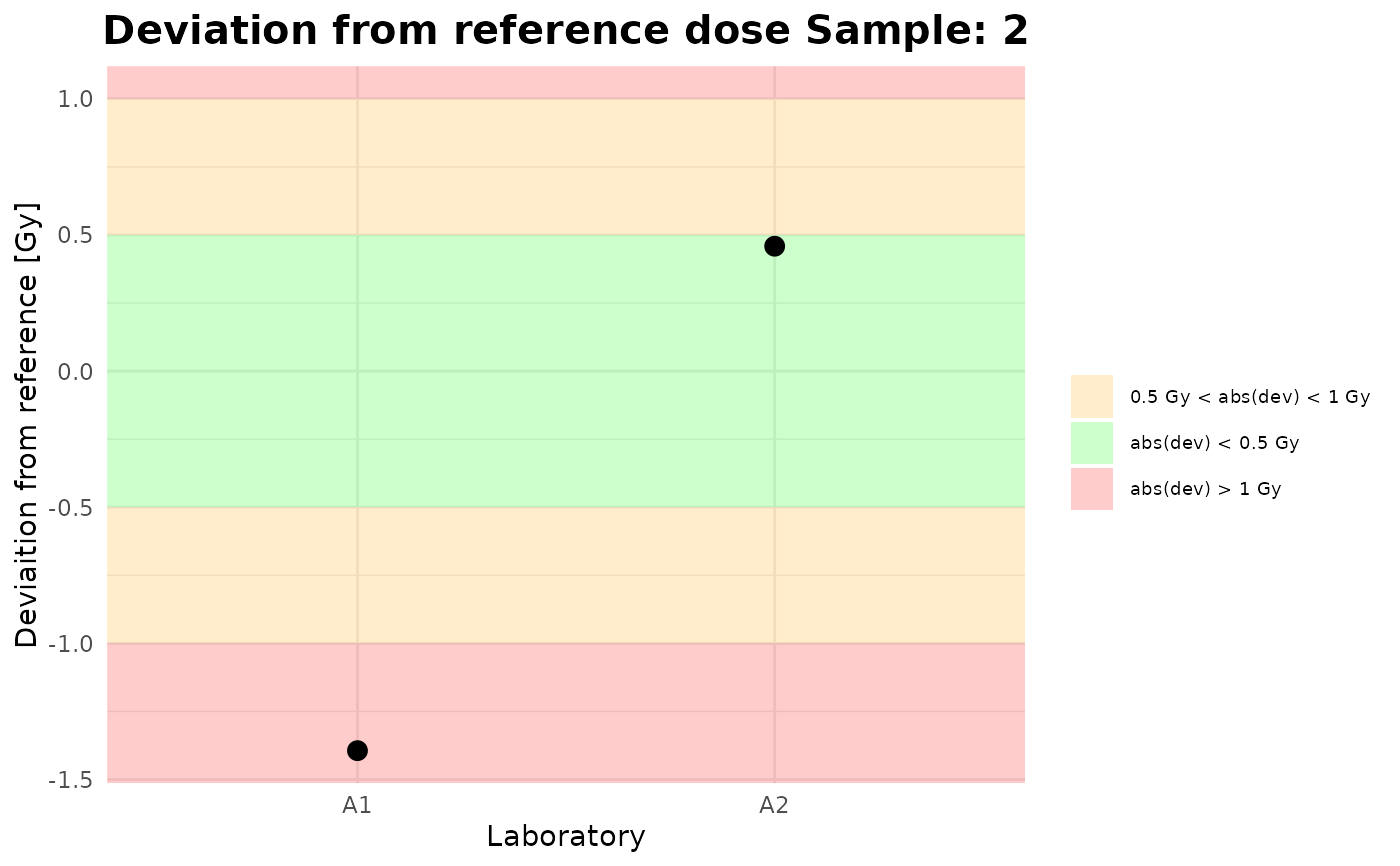 Deviation from reference dose Sample: 2
Deviaition from reference [Gy]
1.0
0.5
0.0
-0.5
-1.0
-1.5
A1
A2
Laboratory
0.5 Gy < abs(dev) < 1 Gy
abs(dev) < 0.5 Gy
abs(dev) > 1 Gy